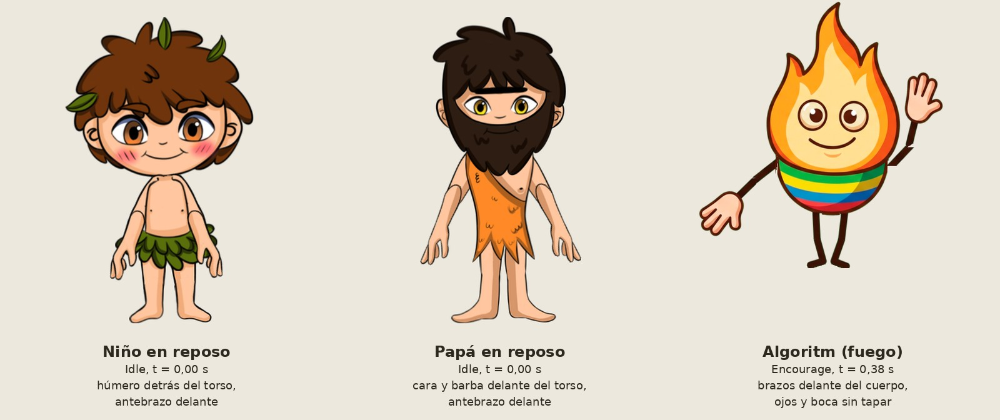 Niño en reposo
Idle, t = 0,00 s
húmero detrás del torso,
antebrazo delante
Papá en reposo
Idle, t = 0,00 s
cara y barba delante del torso,
antebrazo delante
Algoritm (fuego)
Encourage, t = 0,38 s
brazos delante del cuerpo,
ojos y boca sin tapar